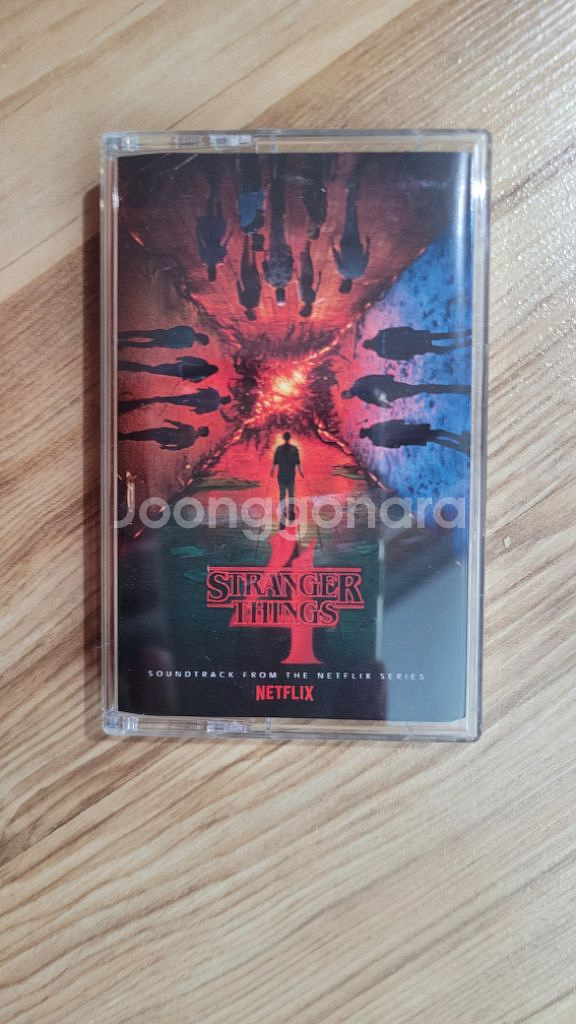 Joonggonara
4
STRANGER
THINGS
SOUNDTRACK FROM THE NETFLIX SERIES
NETFLIX